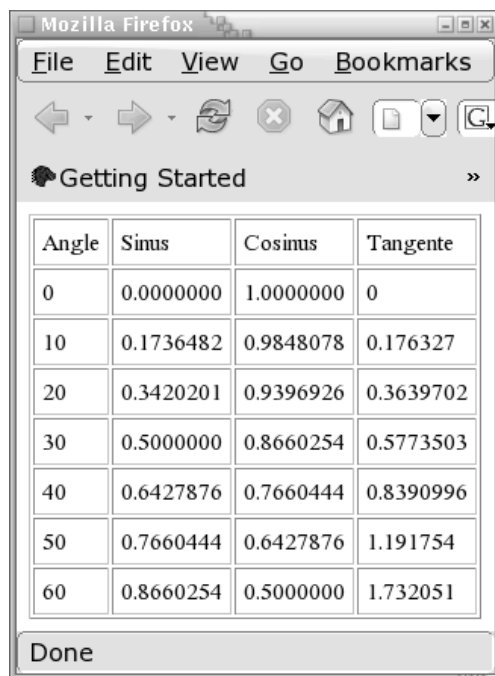 Mozilla Firefox
File Edit View Go Bookmarks
G
Getting Started »
Angle Sinus Cosinus Tangente
0 0.0000000 1.0000000 0
10 0.1736482 0.9848078 0.176327
20 0.3420201 0.9396926 0.3639702
30 0.5000000 0.8660254 0.5773503
40 0.6427876 0.7660444 0.8390996
50 0.7660444 0.6427876 1.191754
60 0.8660254 0.5000000 1.732051
Done